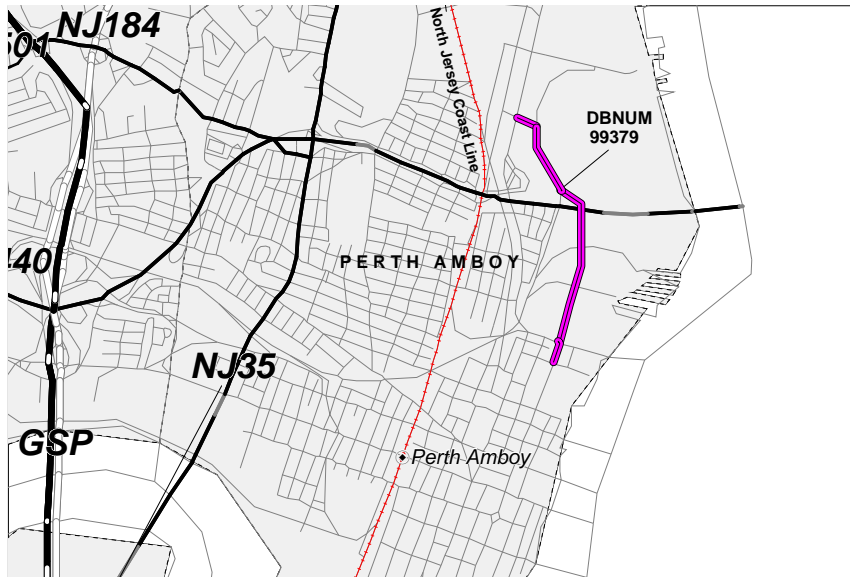 NJ184
501
North Jersey Coast Line
DBNUM
99379
440
PERTH AMBOY
NJ35
GSP
Perth Amboy